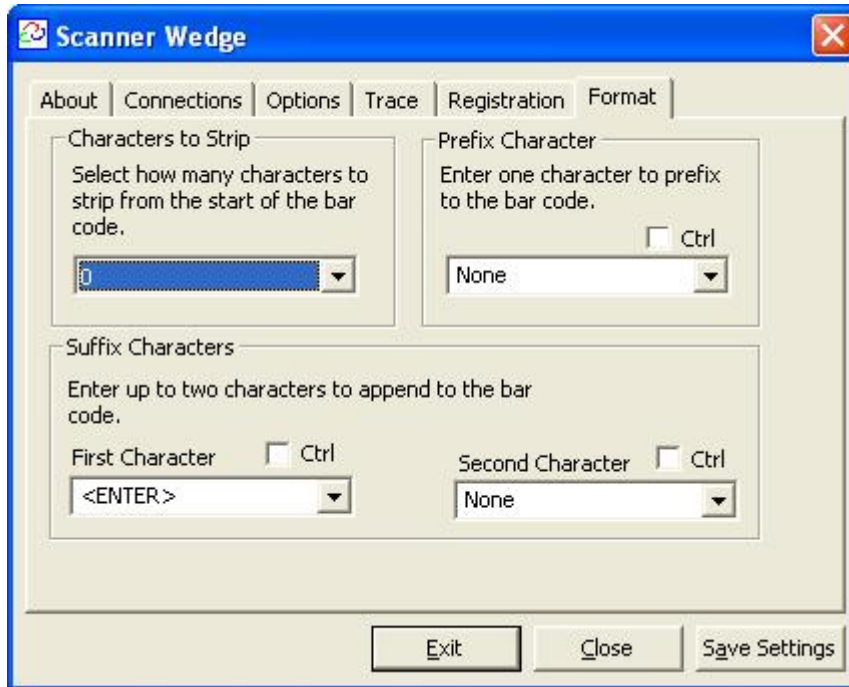 Scanner Wedge
About Connections Options Trace Registration Format
Characters to Strip
Select how many characters to
strip from the start of the bar
code.
0
Prefix Character
Enter one character to prefix
to the bar code.
Ctrl
None
Suffix Characters
Enter up to two characters to append to the bar
code.
First Character Ctrl
<ENTER>
Second Character Ctrl
None
Exit Close Save Settings